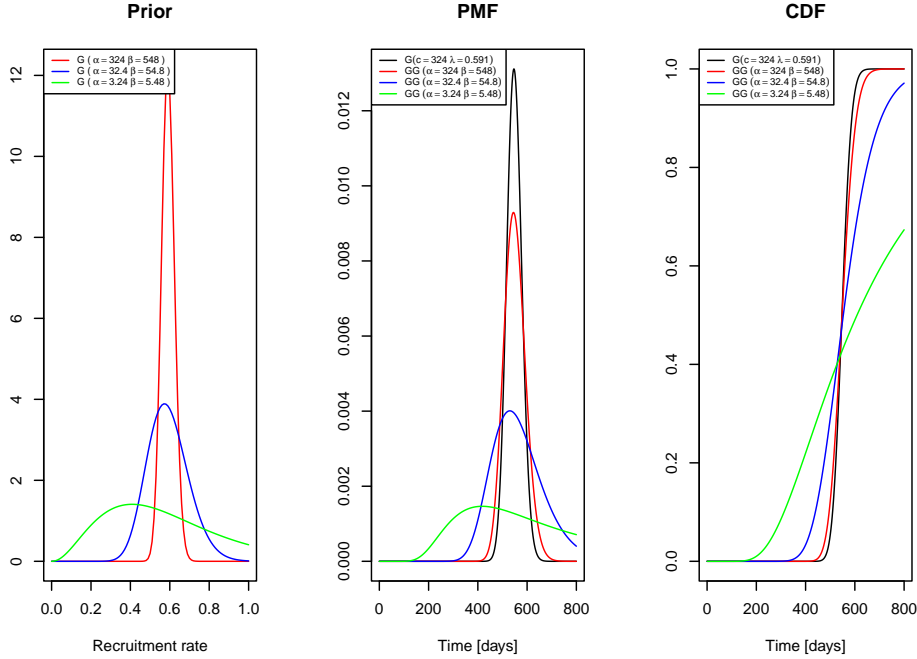 Prior
G ( α = 324 β = 548 )
G ( α = 32.4 β = 54.8 )
G ( α = 3.24 β = 5.48 )
12
10
8
6
4
2
0
0.0 0.2 0.4 0.6 0.8 1.0
Recruitment rate
PMF
G(c = 324 λ = 0.591)
GG (α = 324 β = 548)
GG (α = 32.4 β = 54.8)
GG (α = 3.24 β = 5.48)
0.012
0.010
0.008
0.006
0.004
0.002
0.000
0 200 400 600 800
Time [days]
CDF
G(c = 324 λ = 0.591)
GG (α = 324 β = 548)
GG (α = 32.4 β = 54.8)
GG (α = 3.24 β = 5.48)
1.0
0.8
0.6
0.4
0.2
0.0
0 200 400 600 800
Time [days]